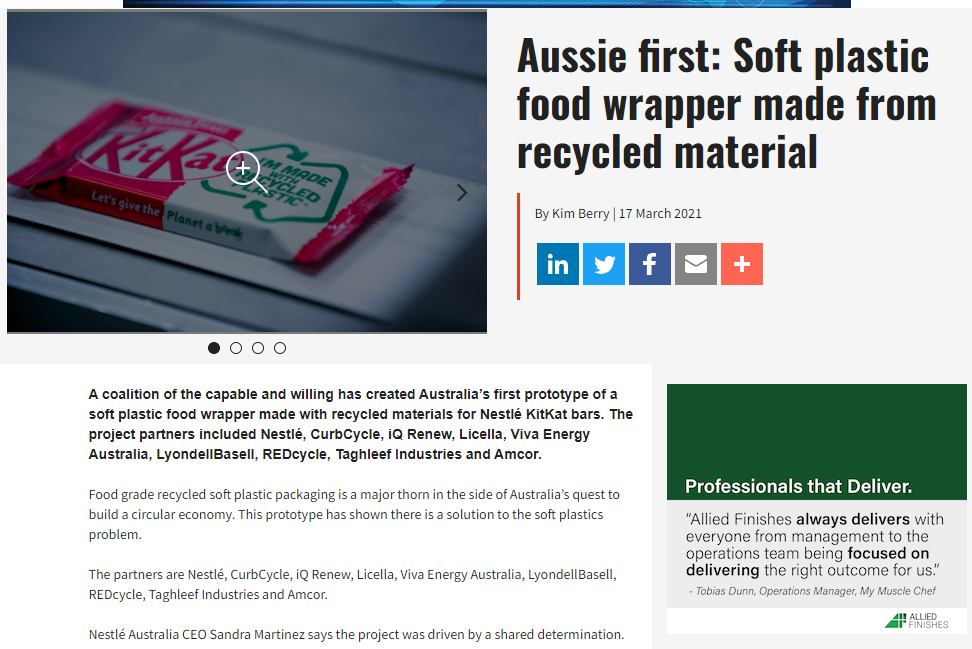 Aussie first: Soft plastic
food wrapper made from
recycled material
By Kim Berry | 17 March 2021
Aussie First!
KitKat
I'M MADE
WITH
RECYCLED
PLASTIC
Let's give the Planet a break
A coalition of the capable and willing has created Australia's first prototype of a
soft plastic food wrapper made with recycled materials for Nestlé KitKat bars. The
project partners included Nestlé, CurbCycle, iQ Renew, Licella, Viva Energy
Australia, LyondellBasell, REDcycle, Taghleef Industries and Amcor.
Food grade recycled soft plastic packaging is a major thorn in the side of Australia's quest to
build a circular economy. This prototype has shown there is a solution to the soft plastics
problem.
The partners are Nestlé, CurbCycle, iQ Renew, Licella, Viva Energy Australia, LyondellBasell,
REDcycle, Taghleef Industries and Amcor.
Nestlé Australia CEO Sandra Martinez says the project was driven by a shared determination.
Professionals that Deliver.
“Allied Finishes always delivers with
everyone from management to the
operations team being focused on
delivering the right outcome for us.”
- Tobias Dunn, Operations Manager, My Muscle Chef
ALLIED
FINISHES